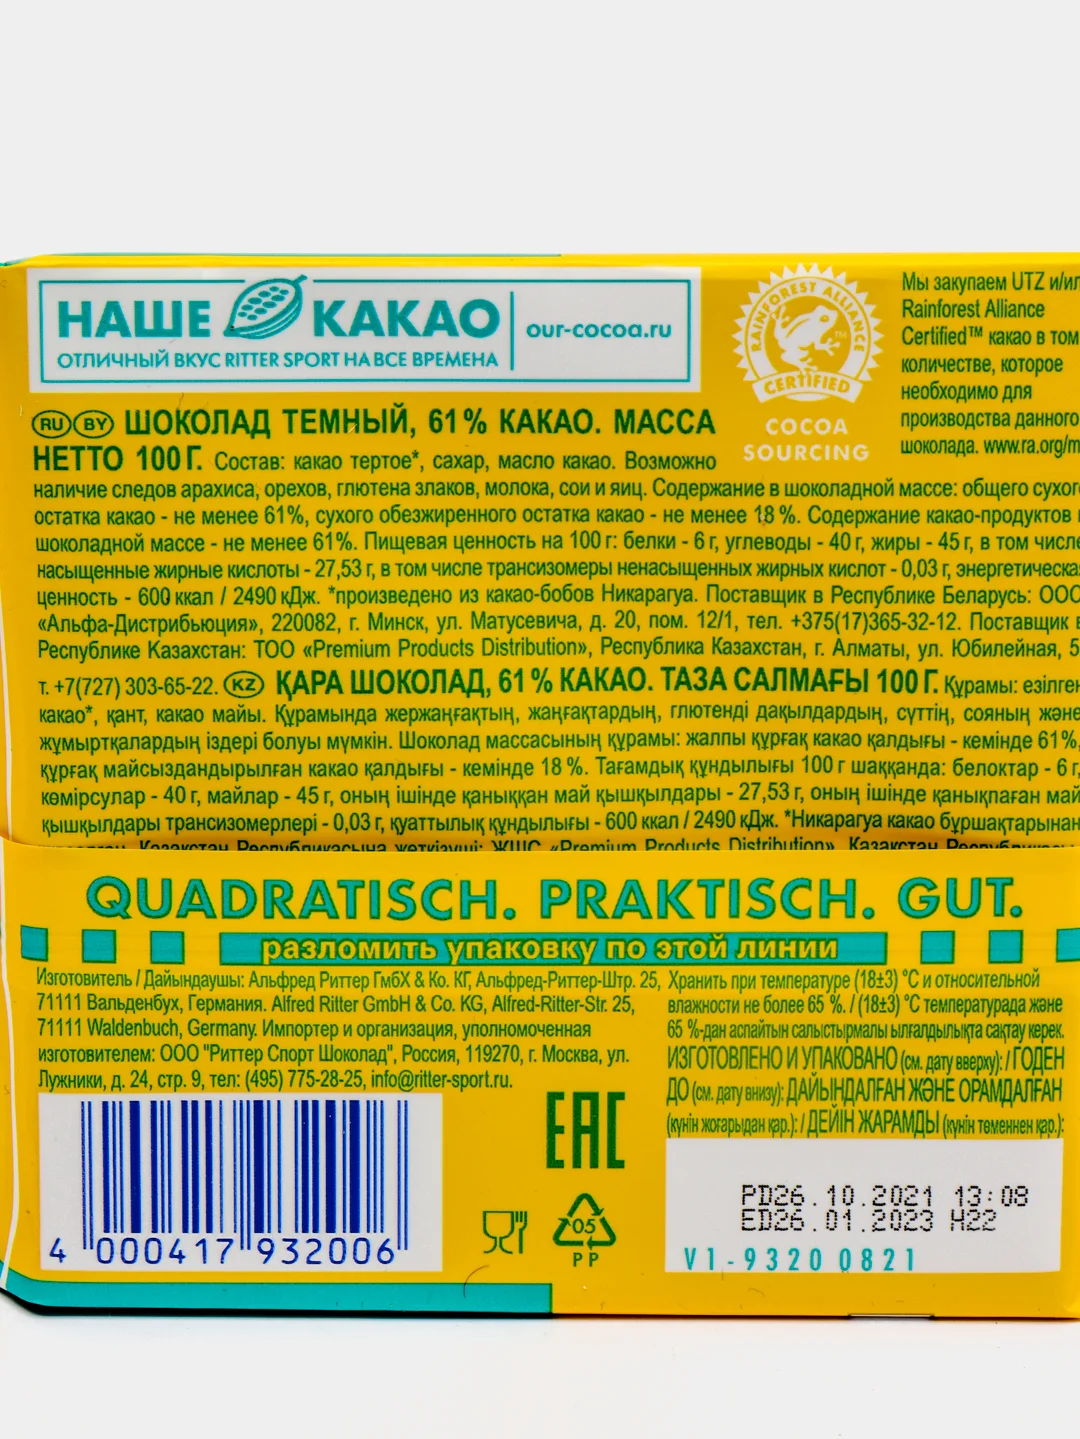 НАШЕ КАКАО
ОТЛИЧНЫЙ ВКУС RITTER SPORT НА ВСЕ ВРЕМЕНА
our-cocoa.ru
RAINFOREST ALLIANCE
CERTIFIED
COCOA
SOURCING
Мы закупаем UTZ и/или
Rainforest Alliance
Certified™ какао в том
количестве, которое
необходимо для
производства данного
шоколада. www.ra.org/m
RU BY ШОКОЛАД ТЕМНЫЙ, 61% КАКАО. МАССА
НЕТТО 100 Г. Состав: какао тертое*, сахар, масло какао. Возможно
наличие следов арахиса, орехов, глютена злаков, молока, сои и яиц. Содержание в шоколадной массе: общего сухого
остатка какао - не менее 61%, сухого обезжиренного остатка какао - не менее 18 %. Содержание какао-продуктов
шоколадной массе - не менее 61%. Пищевая ценность на 100 г: белки - 6 г, углеводы - 40 г, жиры - 45 г, в том числе
насыщенные жирные кислоты - 27,53 г, в том числе трансизомеры ненасыщенных жирных кислот - 0,03 г, энергетическа
ценность - 600 ккал / 2490 кДж. *произведено из какао-бобов Никарагуа. Поставщик в Республике Беларусь: ООО
«Альфа-Дистрибьюция», 220082, г. Минск, ул. Матусевича, д. 20, пом. 12/1, тел. +375(17)365-32-12. Поставщик в
Республике Казахстан: ТОО «Premium Products Distribution», Республика Казахстан, г. Алматы, ул. Юбилейная, 5
т. +7(727) 303-65-22. KZ ҚАРА ШОКОЛАД, 61 % КАКАО. ТАЗА САЛМАҒЫ 100 Г. Құрамы: езілген
какао*, қант, какао майы. Құрамында жержаңғақтың, жаңғақтардың, глютенді дақылдардың, сүттің, сояның және
жұмыртқалардың іздері болуы мүмкін. Шоколад массасының құрамы: жалпы құрғақ какао қалдығы - кемінде 61%,
құрғақ майсыздандырылған какао қалдығы - кемінде 18 %. Тағамдық құндылығы 100 г шаққанда: белоктар - 6 г,
көмірсулар - 40 г, майлар - 45 г, оның ішінде қаныққан май қышқылдары - 27,53 г, оның ішінде қанықпаған май
қышқылдары трансизомерлері - 0,03 г, қуаттылық құндылығы - 600 ккал / 2490 кДж. *Никарагуа какао бұршақтарынан
Қазақстан Республикасына жеткізуші: ЖШС «Premium Products Distribution», Қазақстан
QUADRATISCH. PRAKTISCH. GUT.
разломить упаковку по этой линии
Изготовитель / Дайындаушы: Альфред Риттер ГмбХ & Ко. КГ, Альфред-Риттер-Штр. 25,
71111 Вальденбух, Германия. Alfred Ritter GmbH & Co. KG, Alfred-Ritter-Str. 25,
71111 Waldenbuch, Germany. Импортер и организация, уполномоченная
изготовителем: ООО "Риттер Спорт Шоколад", Россия, 119270, г. Москва, ул.
Лужники, д. 24, стр. 9, тел: (495) 775-28-25, info@ritter-sport.ru.
Хранить при температуре (18±3) °С и относительной
влажности не более 65 %. / (18±3) °С температурада және
65 %-дан аспайтын салыстырмалы ылғалдылықта сақтау керек.
ИЗГОТОВЛЕНО И УПАКОВАНО (см. дату вверху): / ГОДЕН
ДО (см. дату внизу): ДАЙЫНДАЛҒАН ЖӘНЕ ОРАМДАЛҒАН
(күнін жоғарыдан қар.): / ДЕЙІН ЖАРАМДЫ (күнін төменнен қар.):
4 000417 932006
EAC
05
PP
PD26.10.2021 13:08
ED26.01.2023 H22
V1-9320 0821